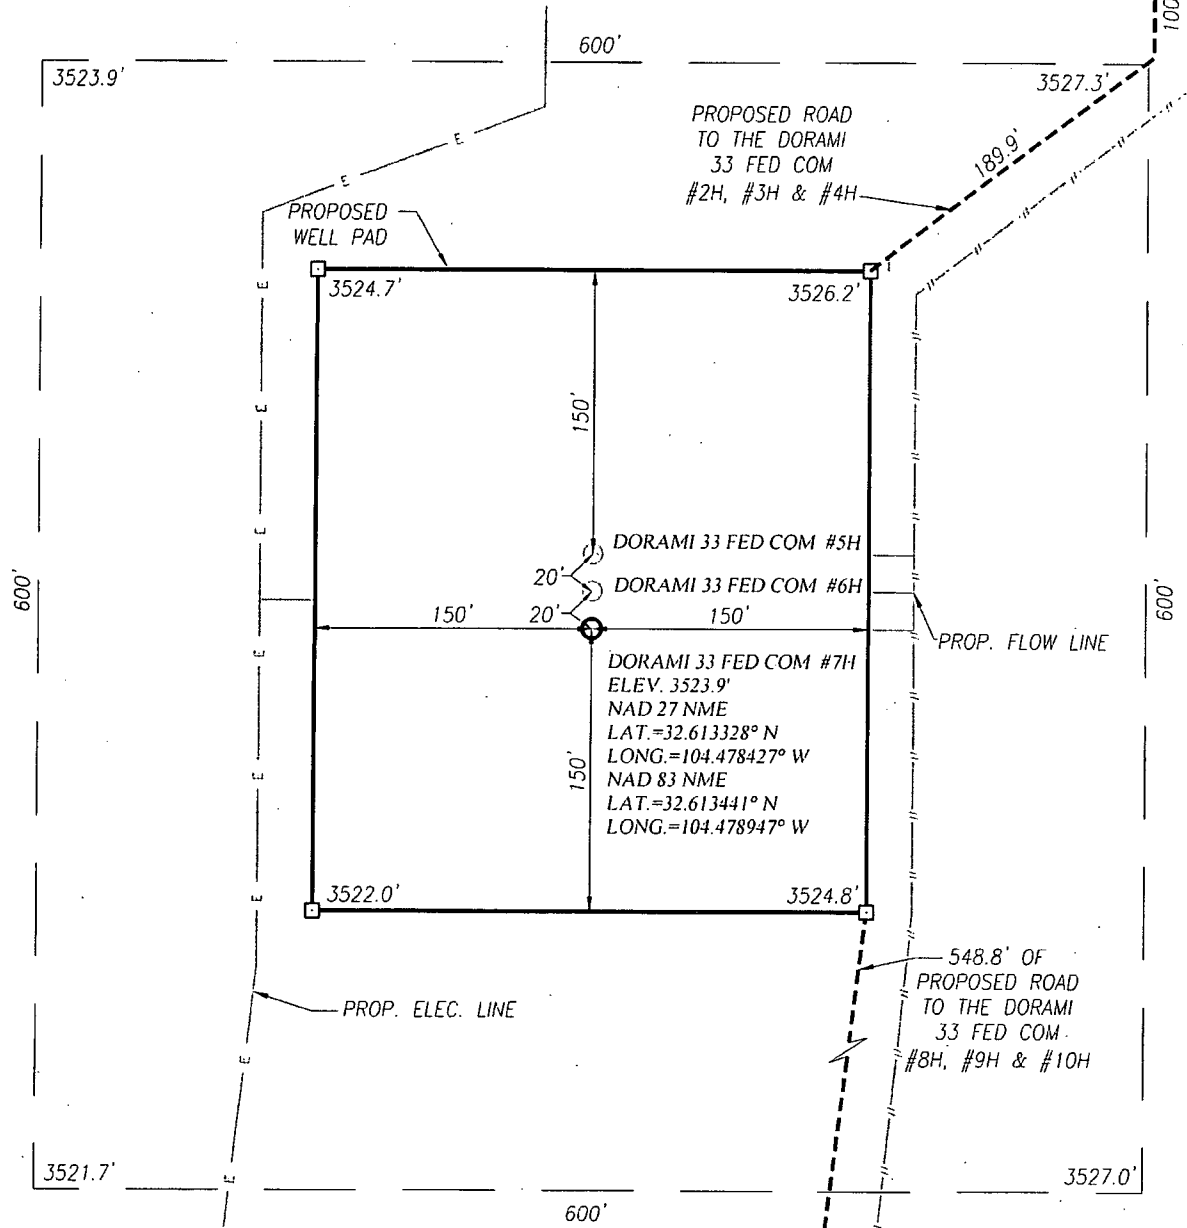 100
600'
3523.9'
3527.3'
PROPOSED ROAD
TO THE DORAMI
33 FED COM
#2H, #3H & #4H
189.9'
E
E
PROPOSED
WELL PAD
3524.7'
3526.2'
E
E
150'
E
E
DORAMI 33 FED COM #5H
20'
DORAMI 33 FED COM #6H
600'
600'
150'
20'
150'
PROP. FLOW LINE
DORAMI 33 FED COM #7H
ELEV. 3523.9'
NAD 27 NME
LAT.=32.613328° N
LONG.=104.478427° W
NAD 83 NME
LAT.=32.613441° N
LONG.=104.478947° W
150'
E
E
3522.0'
3524.8'
548.8' OF
PROPOSED ROAD
TO THE DORAMI
33 FED COM
#8H, #9H & #10H
PROP. ELEC. LINE
E
E
3521.7'
3527.0'
600'